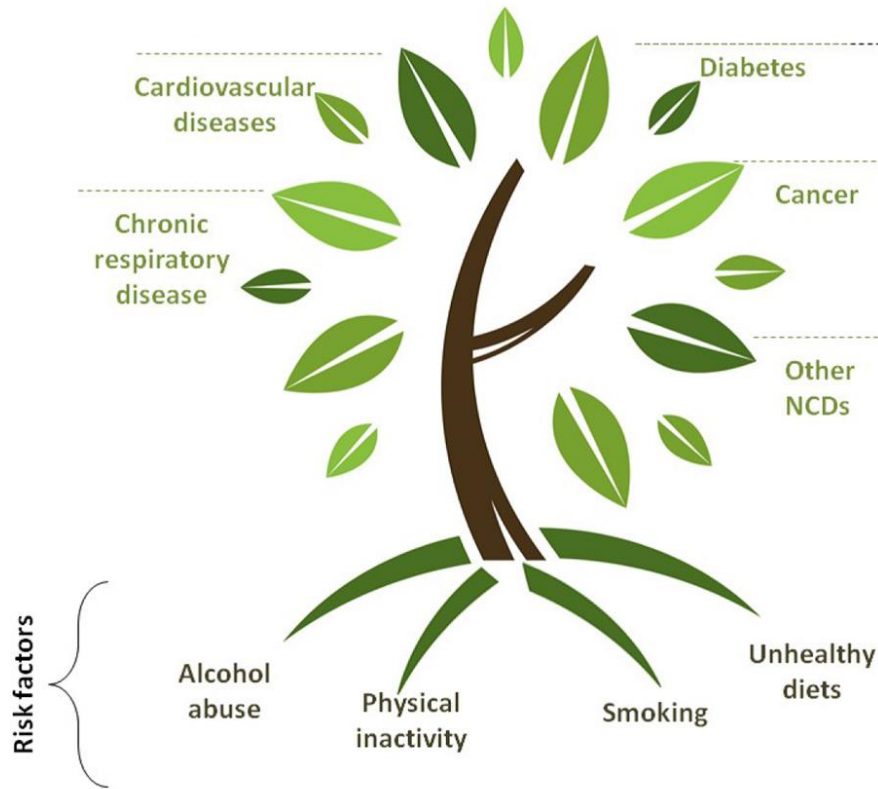 Cardiovascular
diseases
Diabetes
Cancer
Chronic
respiratory
disease
Other
NCDs
Risk factors
Alcohol
abuse
Physical
inactivity
Smoking
Unhealthy
diets